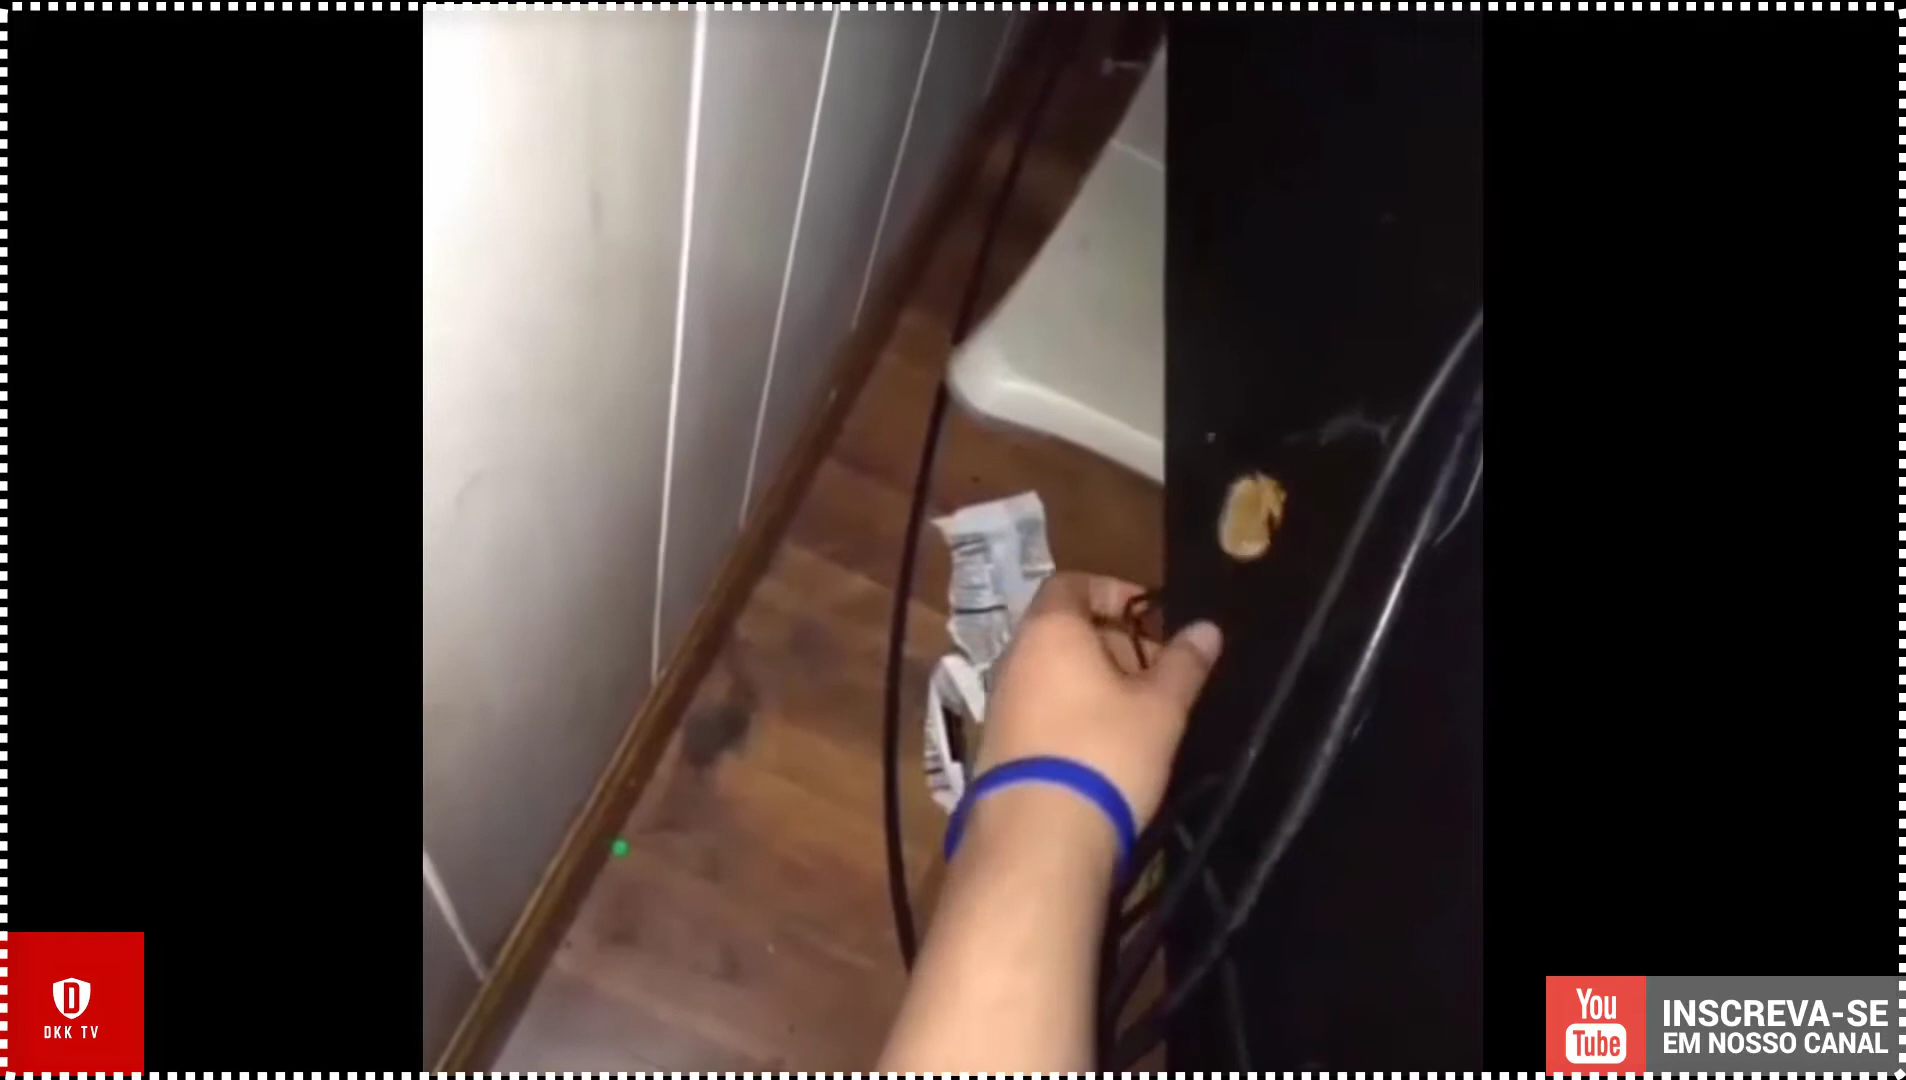 DKK TV
You
Tube
INSCREVA-SE
EM NOSSO CANAL